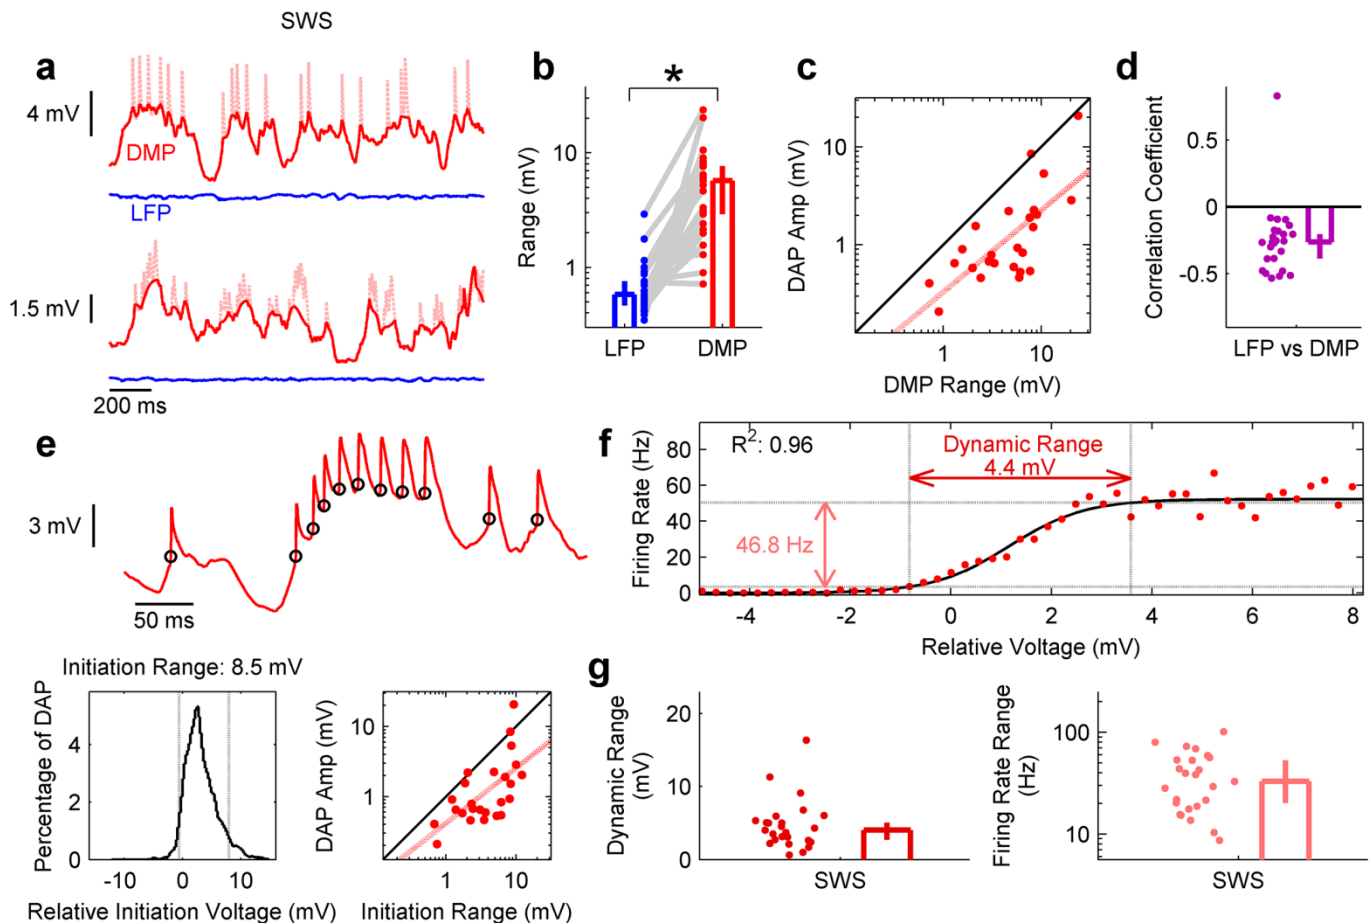 SWS
a
4 mV
DMP
LFP
1.5 mV
200 ms
b
*
Range (mV)
10
1
LFP
DMP
c
DAP Amp (mV)
10
1
1
10
DMP Range (mV)
d
Correlation Coefficient
0.5
0
-0.5
LFP vs DMP
e
3 mV
50 ms
Initiation Range: 8.5 mV
Percentage of DAP
4
2
0
-10
0
10
Relative Initiation Voltage (mV)
DAP Amp (mV)
10
1
1
10
Initiation Range (mV)
f
R²: 0.96
Dynamic Range
4.4 mV
46.8 Hz
Firing Rate (Hz)
80
60
40
20
0
-4
-2
0
2
4
6
8
Relative Voltage (mV)
g
Dynamic Range
(mV)
20
10
0
SWS
Firing Rate Range
(Hz)
100
10
SWS